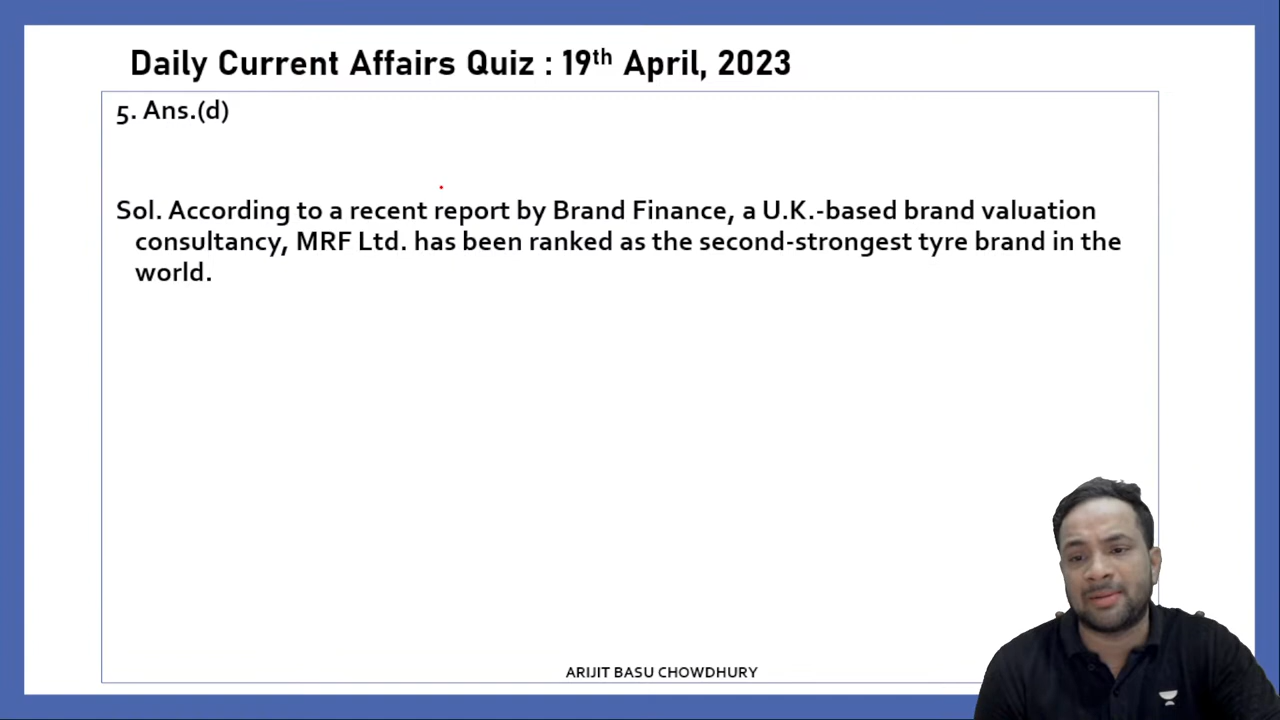 Daily Current Affairs Quiz : 19th April, 2023
5. Ans.(d)
Sol. According to a recent report by Brand Finance, a U.K.-based brand valuation
consultancy, MRF Ltd. has been ranked as the second-strongest tyre brand in the
world.
ARIJIT BASU CHOWDHURY